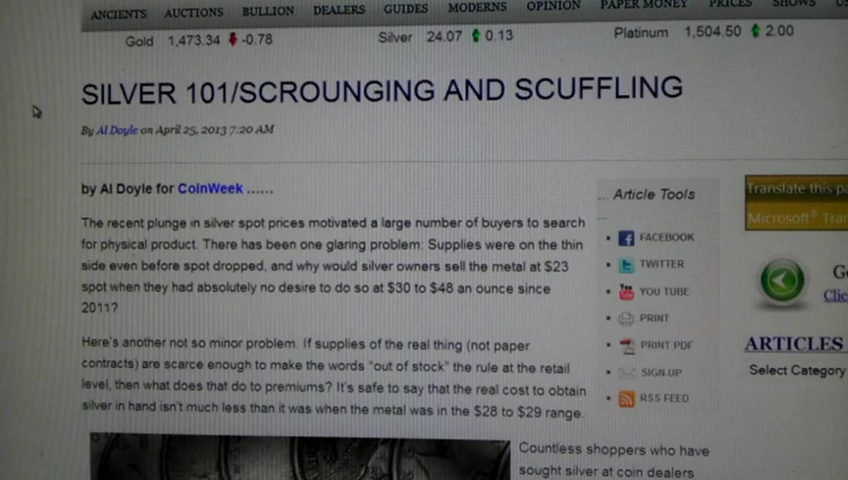 ANCIENTS AUCTIONS BULLION DEALERS GUIDES MODERNS OPINION PAPER MONEY PRICES SHOWS
Gold 1,473.34 -0.78 Silver 24.07 0.13 Platinum 1,504.50 2.00
SILVER 101/SCROUNGING AND SCUFFLING
By Al Doyle on April 25, 2013 7:20 AM
by Al Doyle for CoinWeek ......
The recent plunge in silver spot prices motivated a large number of buyers to search
for physical product. There has been one glaring problem: Supplies were on the thin
side even before spot dropped, and why would silver owners sell the metal at $23
spot when they had absolutely no desire to do so at $30 to $48 an ounce since
2011?
Here's another not so minor problem. If supplies of the real thing (not paper
contracts) are scarce enough to make the words "out of stock" the rule at the retail
level, then what does that do to premiums? It's safe to say that the real cost to obtain
silver in hand isn't much less than it was when the metal was in the $28 to $29 range.
Countless shoppers who have
sought silver at coin dealers
... Article Tools
...
FACEBOOK
TWITTER
YOU TUBE
PRINT
PRINT PDF
SIGN UP
RSS FEED
Translate this pa
Microsoft® Tran
G
Clic
ARTICLES
Select Category